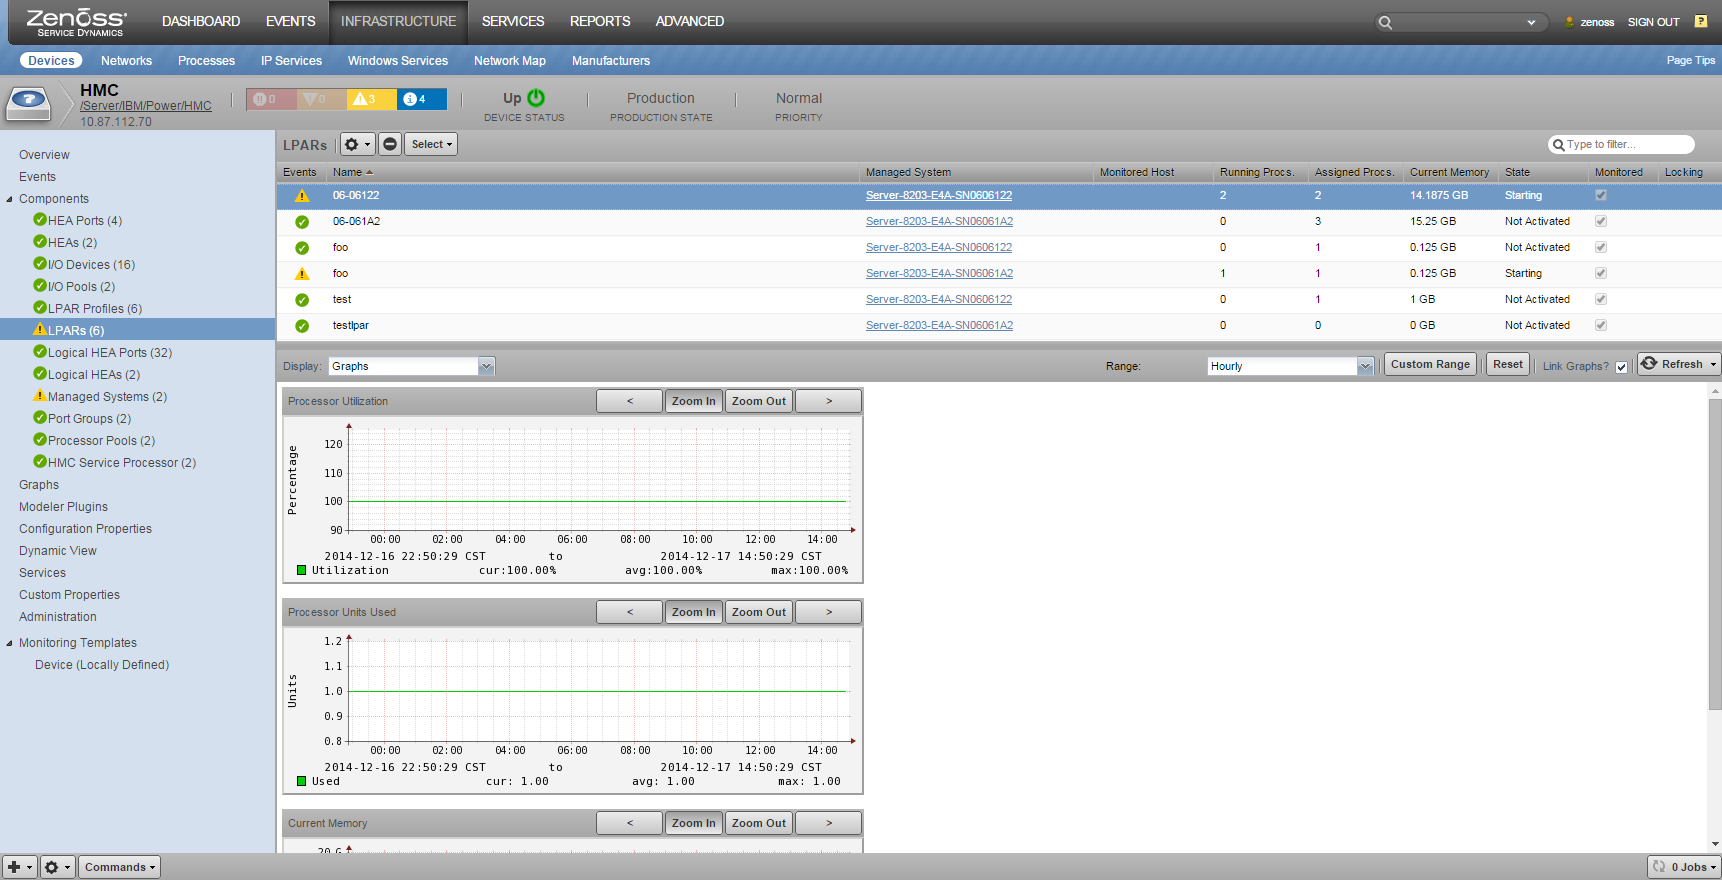 Zenoss DASHBOARD EVENTS INFRASTRUCTURE SERVICES REPORTS ADVANCED zenoss SIGN OUT ?
SERVICE DYNAMICS
Devices Networks Processes IP Services Windows Services Network Map Manufacturers Page Tips
HMC
/Server/IBM/Power/HMC
10.87.112.70
0 0 3 4
Up Production Normal
DEVICE STATUS PRODUCTION STATE PRIORITY
Overview
Events
Components
HEA Ports (4)
HEAs (2)
I/O Devices (16)
I/O Pools (2)
LPAR Profiles (6)
LPARs (6)
Logical HEA Ports (32)
Logical HEAs (2)
Managed Systems (2)
Port Groups (2)
Processor Pools (2)
HMC Service Processor (2)
Graphs
Modeler Plugins
Configuration Properties
Dynamic View
Services
Custom Properties
Administration
Monitoring Templates
Device (Locally Defined)
LPARs Select Type to filter...
Events Name Managed System Monitored Host Running Procs. Assigned Procs. Current Memory State Monitored Locking
06-06122 Server-8203-E4A-SN0606122 2 2 14.1875 GB Starting
06-061A2 Server-8203-E4A-SN06061A2 0 3 15.25 GB Not Activated
foo Server-8203-E4A-SN0606122 0 1 0.125 GB Not Activated
foo Server-8203-E4A-SN06061A2 1 1 0.125 GB Starting
test Server-8203-E4A-SN0606122 0 1 1 GB Not Activated
testlpar Server-8203-E4A-SN06061A2 0 0 0 GB Not Activated
Display: Graphs Range: Hourly Custom Range Reset Link Graphs? Refresh
Processor Utilization < Zoom In Zoom Out >
Percentage
120
110
100
90
00:00 02:00 04:00 06:00 08:00 10:00 12:00 14:00
2014-12-16 22:50:29 CST to 2014-12-17 14:50:29 CST
Utilization cur:100.00% avg:100.00% max:100.00%
Processor Units Used < Zoom In Zoom Out >
Units
1.2
1.1
1.0
0.9
0.8
00:00 02:00 04:00 06:00 08:00 10:00 12:00 14:00
2014-12-16 22:50:29 CST to 2014-12-17 14:50:29 CST
Used cur: 1.00 avg: 1.00 max: 1.00
Current Memory < Zoom In Zoom Out >
20 G
Commands 0 Jobs